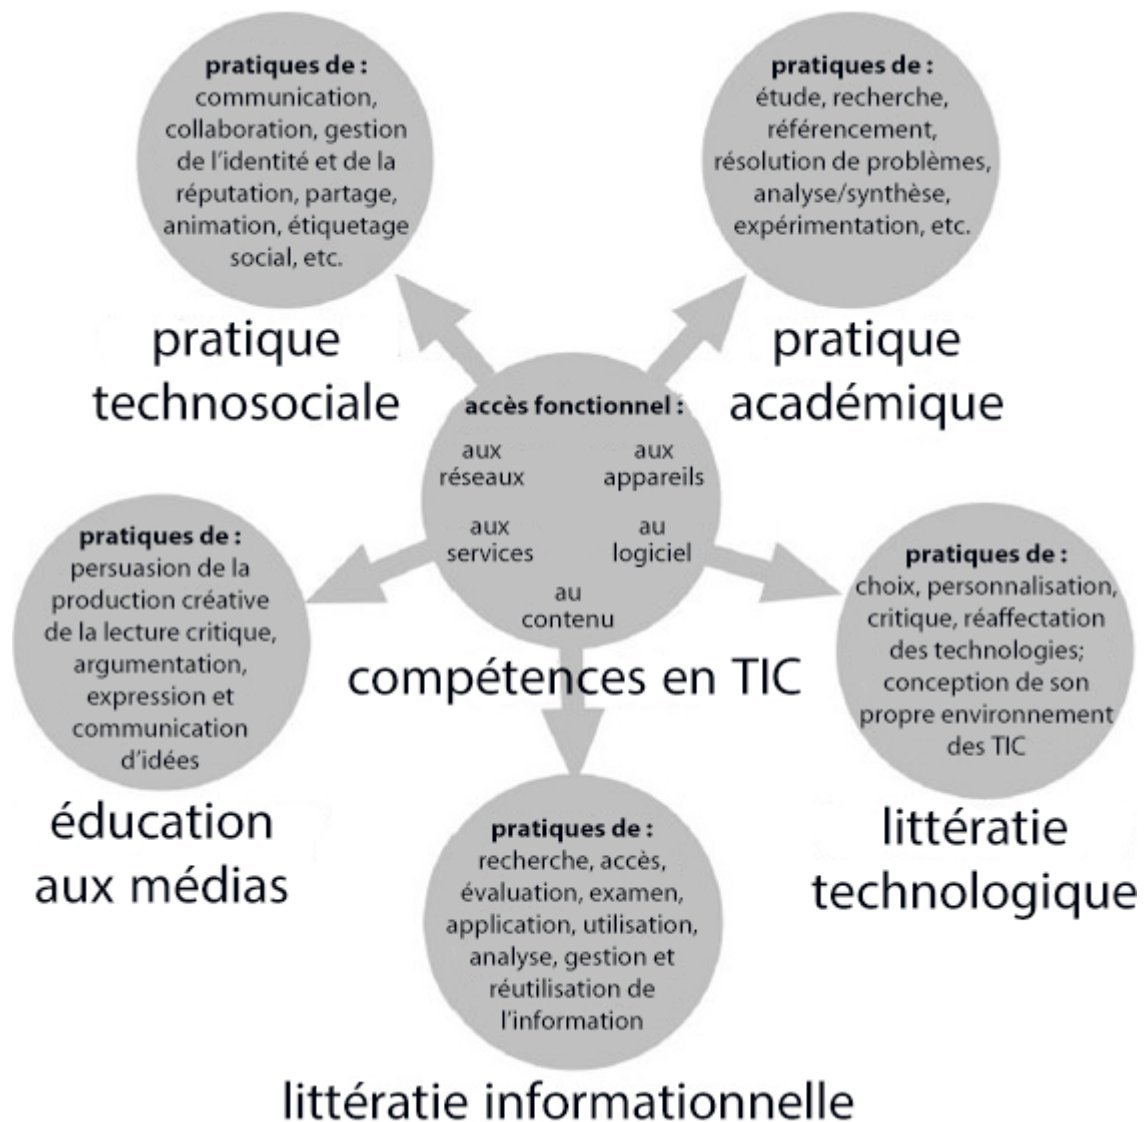 pratiques de :
communication,
collaboration, gestion
de l'identité et de la
réputation, partage,
animation, étiquetage
social, etc.
pratique
technosociale
pratiques de :
étude, recherche,
référencement,
résolution de problèmes,
analyse/synthèse,
expérimentation, etc.
pratique
académique
accès fonctionnel :
aux
réseaux
aux
appareils
aux
services
au
logiciel
au
contenu
compétences en TIC
pratiques de :
persuasion de la
production créative
de la lecture critique,
argumentation,
expression et
communication
d'idées
éducation
aux médias
pratiques de :
choix, personnalisation,
critique, réaffectation
des technologies;
conception de son
propre environnement
des TIC
littératie
technologique
pratiques de :
recherche, accès,
évaluation, examen,
application, utilisation,
analyse, gestion et
réutilisation de
l'information
littératie informationnelle